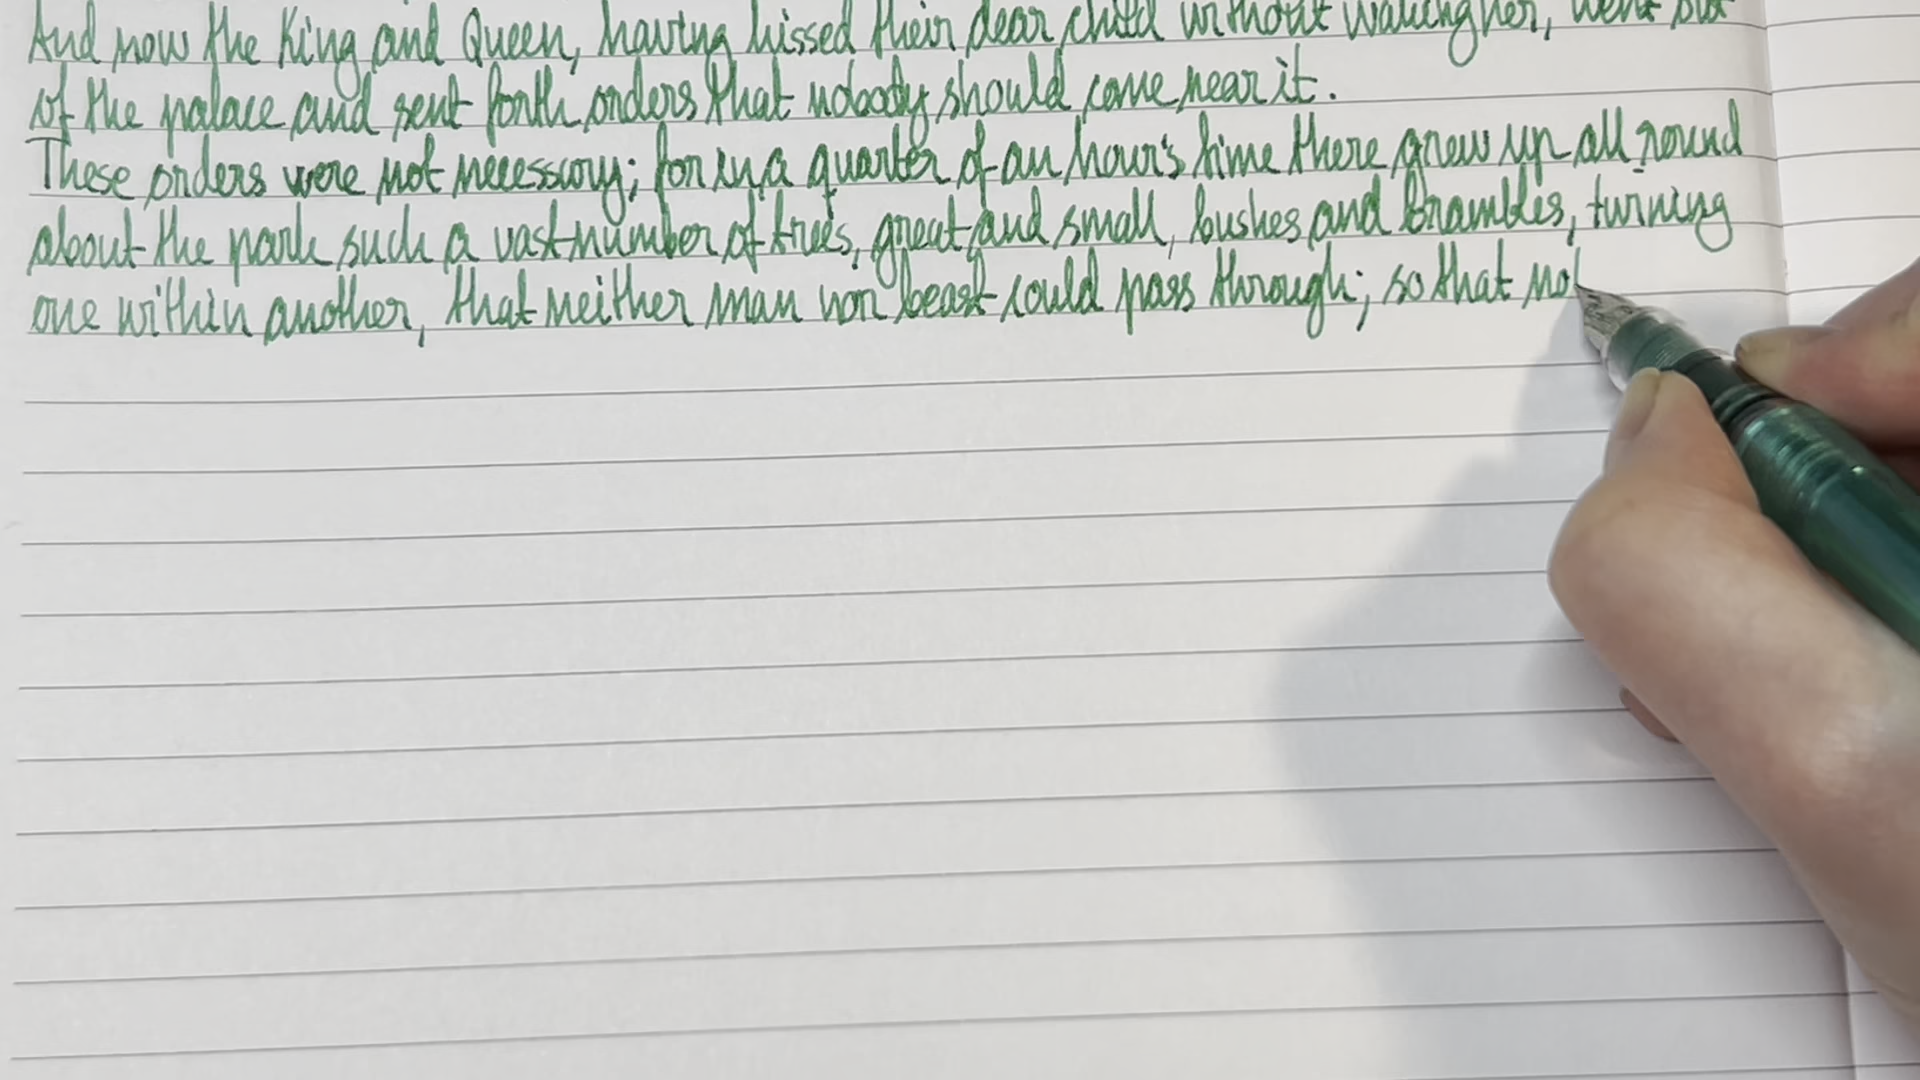 And now the King and Queen, having kissed their dear child without waking her, went out
of the palace and sent forth orders that nobody should come near it.
These orders were not necessary; for in a quarter of an hour's time there grew up all round
about the park such a vast number of trees, great and small, bushes and brambles, twining
one within another, that neither man nor beast could pass through; so that no